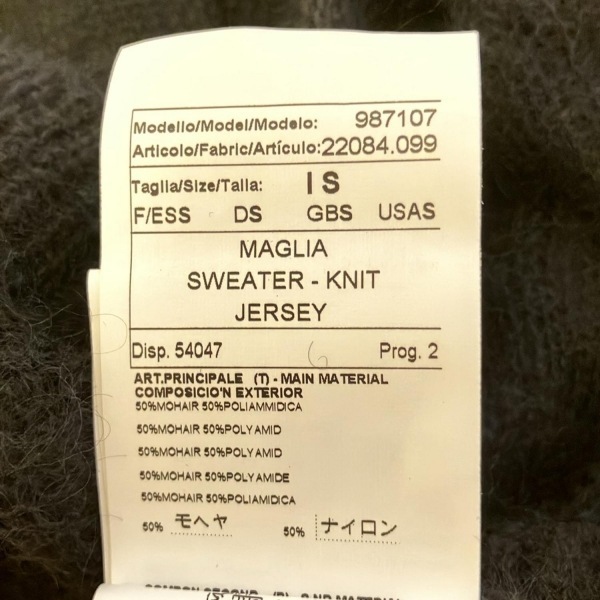 Modello/Model/Modelo: 987107
Articolo/Fabric/Artículo:22084.099
Taglia/Size/Talla: I S
F/ESS DS GBS USAS
MAGLIA
SWEATER - KNIT
JERSEY
Disp. 54047 Prog. 2
ART.PRINCIPALE (T) - MAIN MATERIAL
COMPOSICIO'N EXTERIOR
50%MOHAIR 50%POLIAMMIDICA
50%MOHAIR 50%POLYAMID
50%MOHAIR 50%POLYAMID
50%MOHAIR 50%POLYAMIDE
50%MOHAIR 50%POLIAMIDICA
50% モヘヤ 50% ナイロン